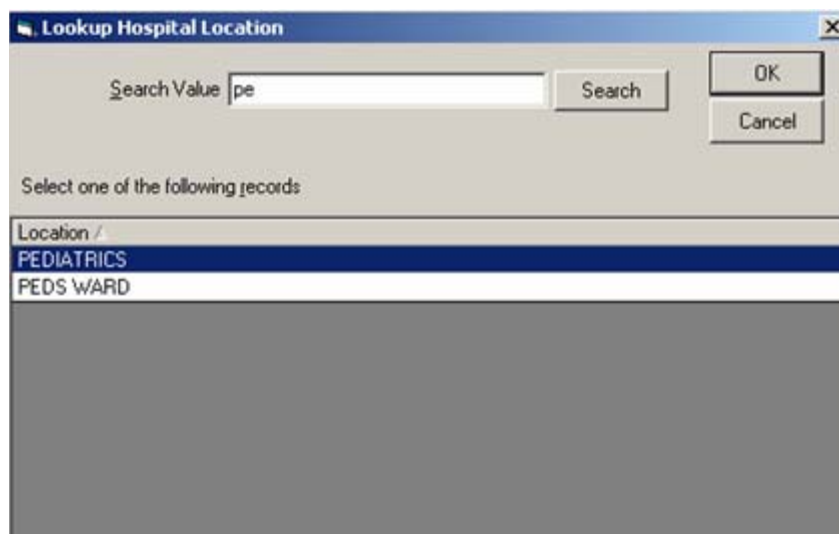 Lookup Hospital Location
Search Value pe Search
OK
Cancel
Select one of the following records
Location
PEDIATRICS
PEDS WARD